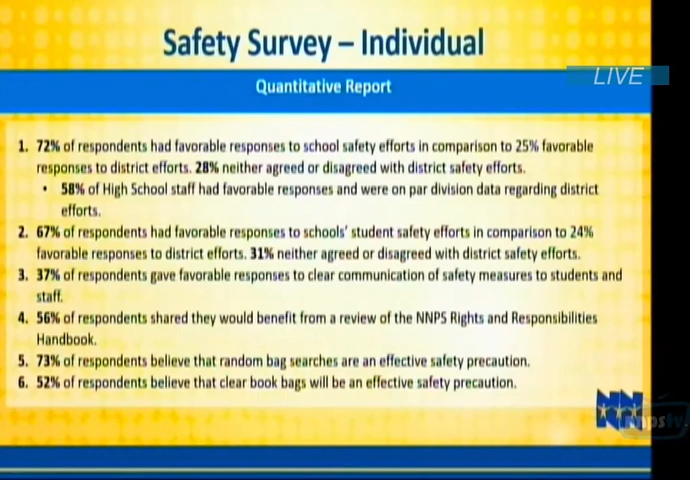 Safety Survey – Individual
LIVE
Quantitative Report
1. 72% of respondents had favorable responses to school safety efforts in comparison to 25% favorable
responses to district efforts. 28% neither agreed or disagreed with district safety efforts.
• 58% of High School staff had favorable responses and were on par division data regarding district
efforts.
2. 67% of respondents had favorable responses to schools' student safety efforts in comparison to 24%
favorable responses to district efforts. 31% neither agreed or disagreed with district safety efforts.
3. 37% of respondents gave favorable responses to clear communication of safety measures to students and
staff.
4. 56% of respondents shared they would benefit from a review of the NNPS Rights and Responsibilities
Handbook.
5. 73% of respondents believe that random bag searches are an effective safety precaution.
6. 52% of respondents believe that clear book bags will be an effective safety precaution.
NN
nnpstv